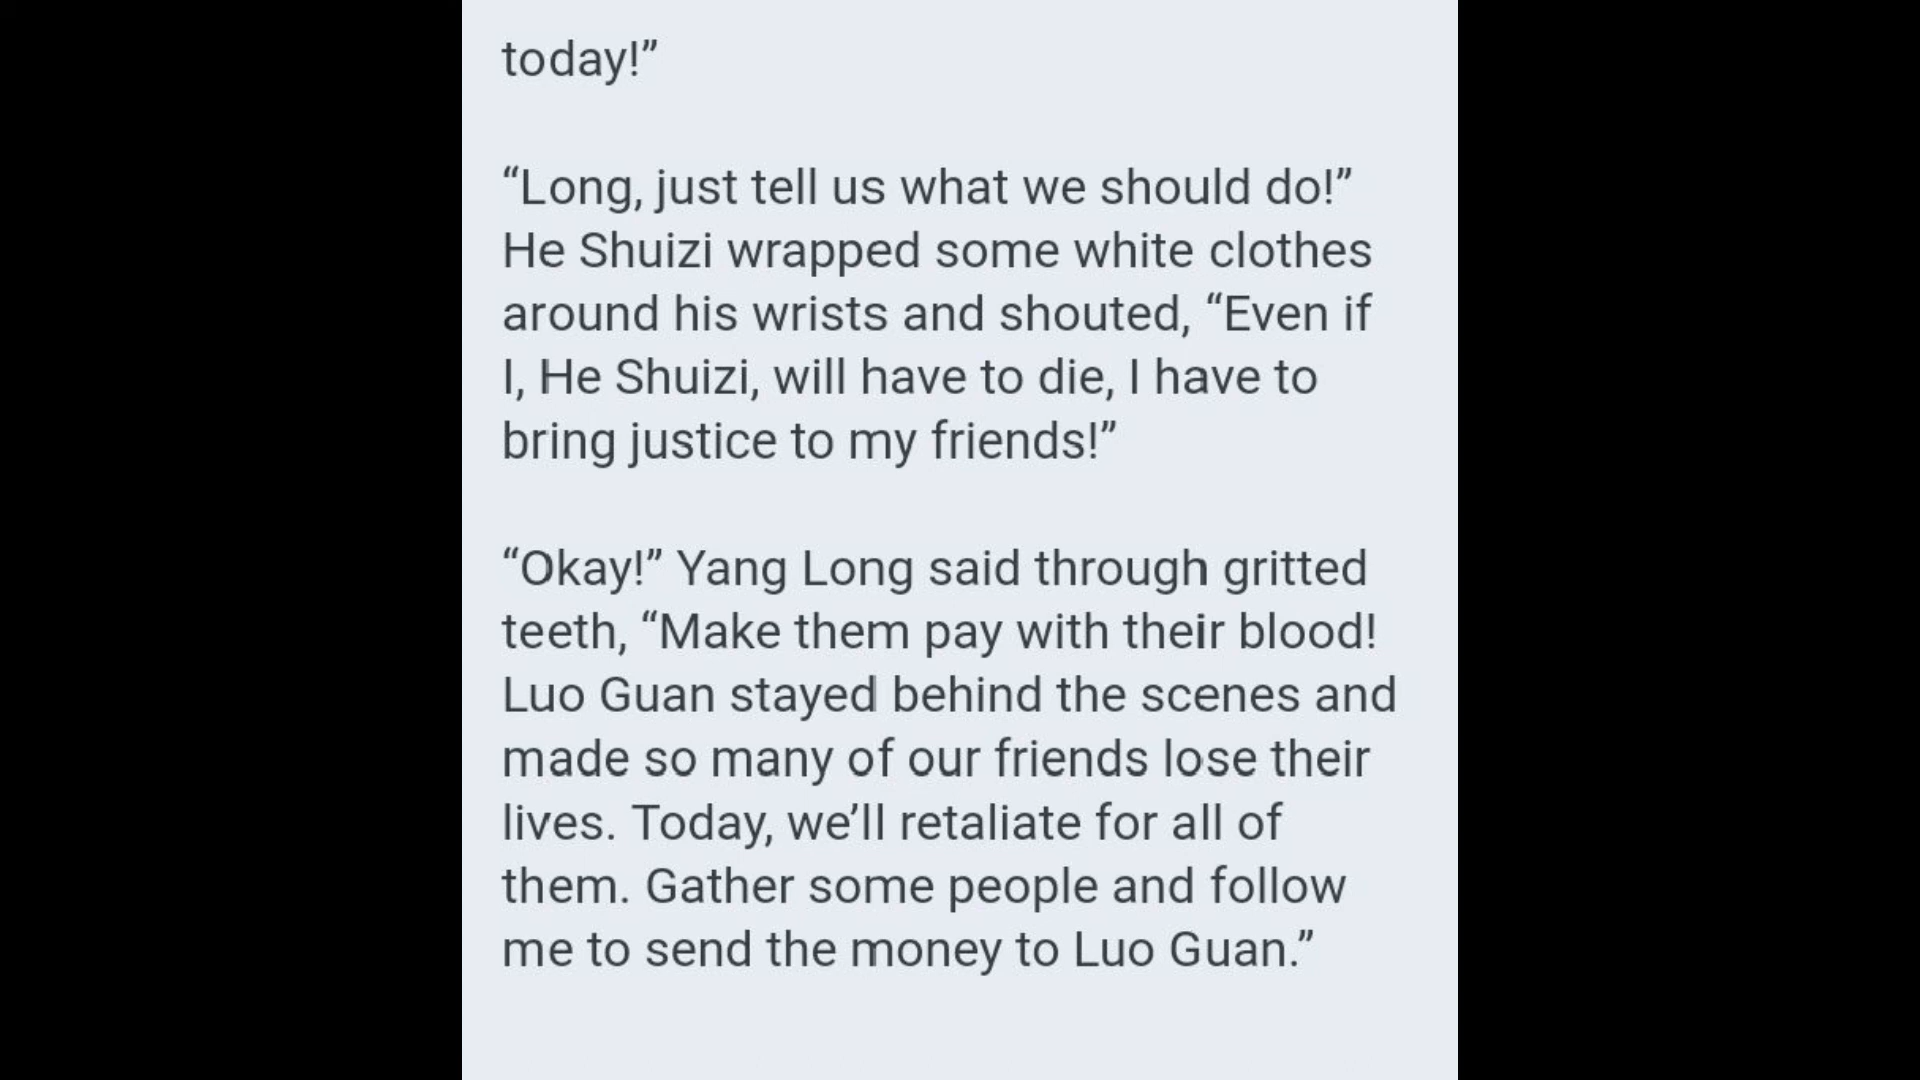 today!”
“Long, just tell us what we should do!”
He Shuizi wrapped some white clothes
around his wrists and shouted, “Even if
I, He Shuizi, will have to die, I have to
bring justice to my friends!”
“Okay!” Yang Long said through gritted
teeth, “Make them pay with their blood!
Luo Guan stayed behind the scenes and
made so many of our friends lose their
lives. Today, we’ll retaliate for all of
them. Gather some people and follow
me to send the money to Luo Guan.”